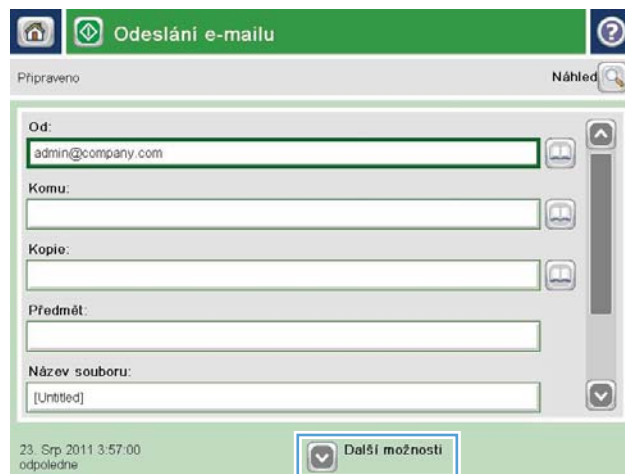 Odeslání e-mailu
Připraveno
Náhled
Od:
admin@company.com
Komu:
Kopie:
Předmět:
Název souboru:
[Untitled]
23. Srp 2011 3:57:00
odpoledne
Další možnosti